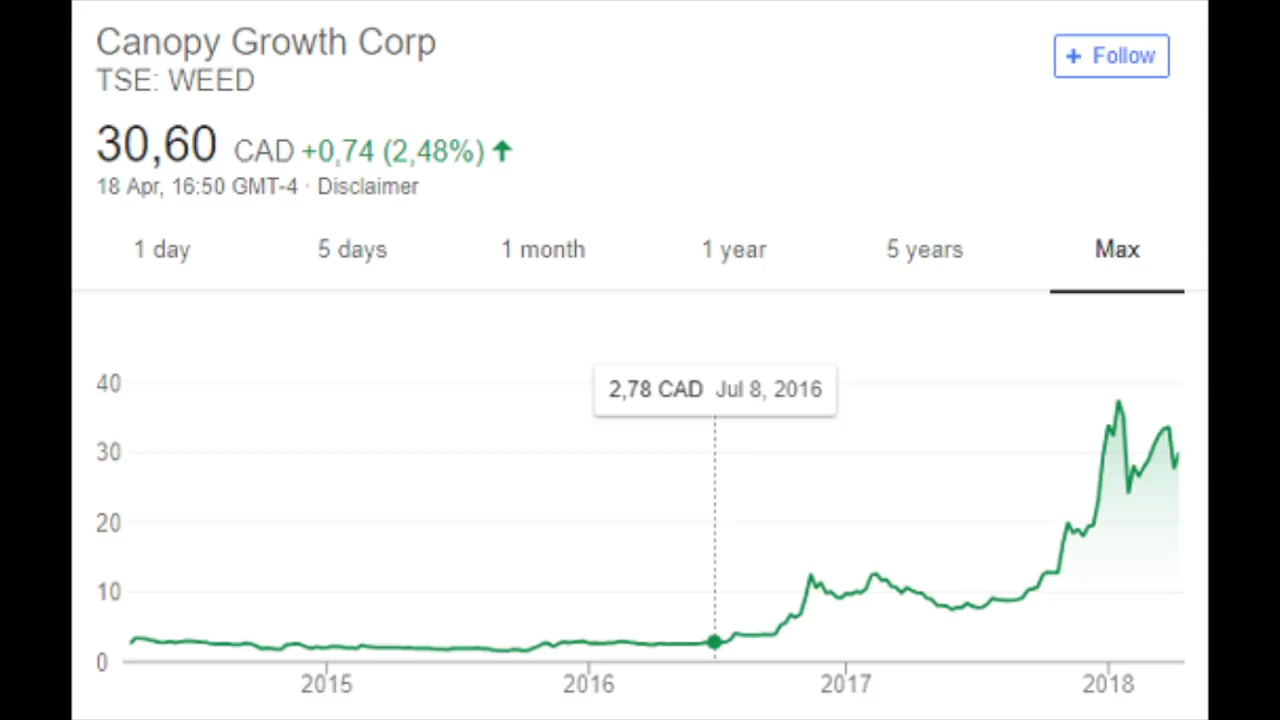 Canopy Growth Corp
+ Follow
TSE: WEED
30,60 CAD +0,74 (2,48%) ↑
18 Apr, 16:50 GMT-4 · Disclaimer
1 day 5 days 1 month 1 year 5 years Max
2,78 CAD Jul 8, 2016
40
30
20
10
0
2015 2016 2017 2018